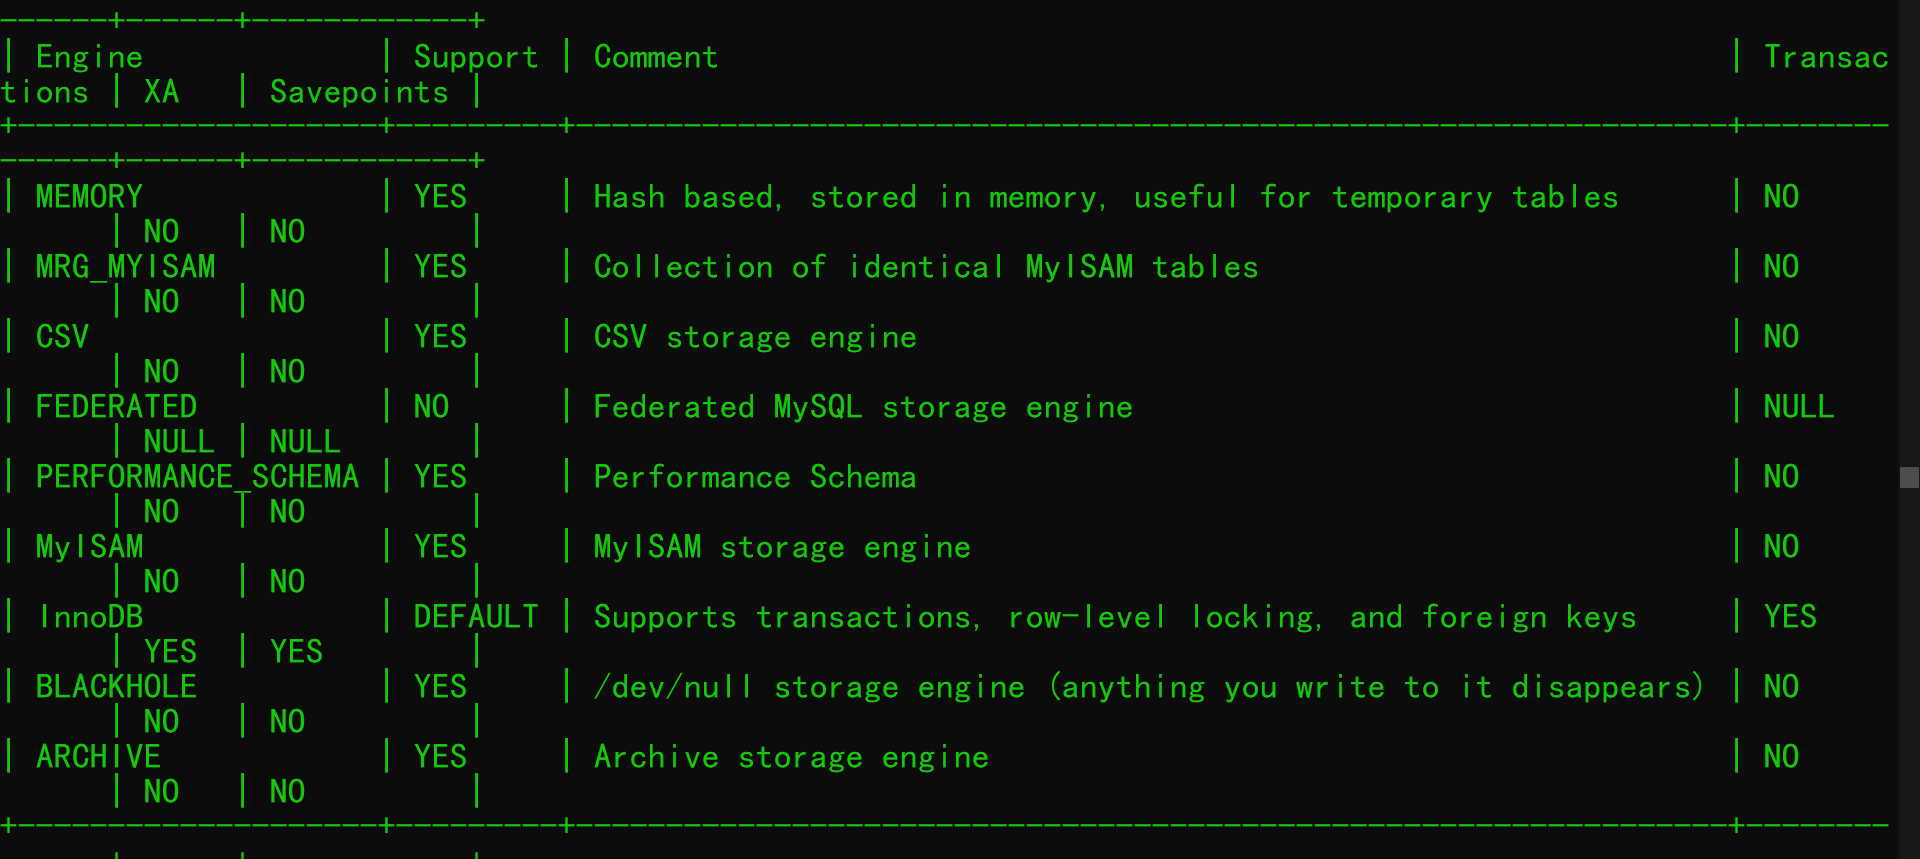 ------+------+------------+
| Engine             | Support | Comment                                                        | Transac
tions | XA   | Savepoints |
+--------------------+---------+----------------------------------------------------------------+--------
------+------+------------+
| MEMORY             | YES     | Hash based, stored in memory, useful for temporary tables      | NO
      | NO   | NO         |
| MRG_MYISAM         | YES     | Collection of identical MyISAM tables                          | NO
      | NO   | NO         |
| CSV                | YES     | CSV storage engine                                             | NO
      | NO   | NO         |
| FEDERATED          | NO      | Federated MySQL storage engine                                 | NULL
      | NULL | NULL       |
| PERFORMANCE_SCHEMA | YES     | Performance Schema                                             | NO
      | NO   | NO         |
| MyISAM             | YES     | MyISAM storage engine                                          | NO
      | NO   | NO         |
| InnoDB             | DEFAULT | Supports transactions, row-level locking, and foreign keys     | YES
      | YES  | YES        |
| BLACKHOLE          | YES     | /dev/null storage engine (anything you write to it disappears) | NO
      | NO   | NO         |
| ARCHIVE            | YES     | Archive storage engine                                         | NO
      | NO   | NO         |
+--------------------+---------+----------------------------------------------------------------+--------